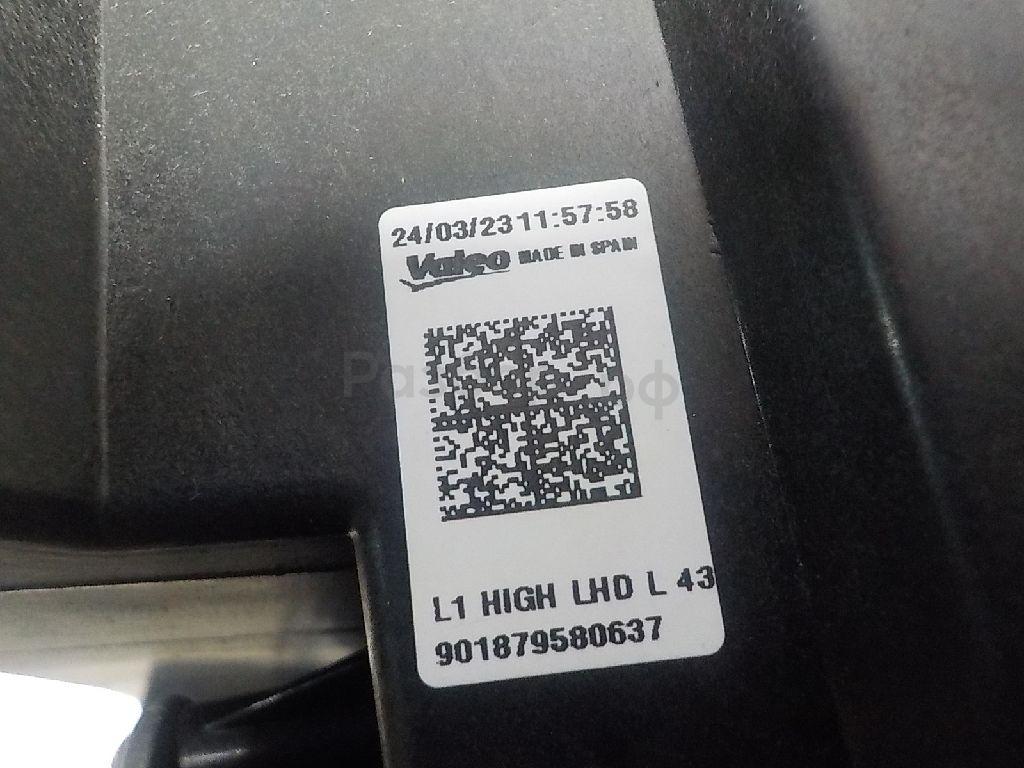 24/03/23 11:57:58
Valeo MADE IN SPAIN
L1 HIGH LHD L 43
901879580637